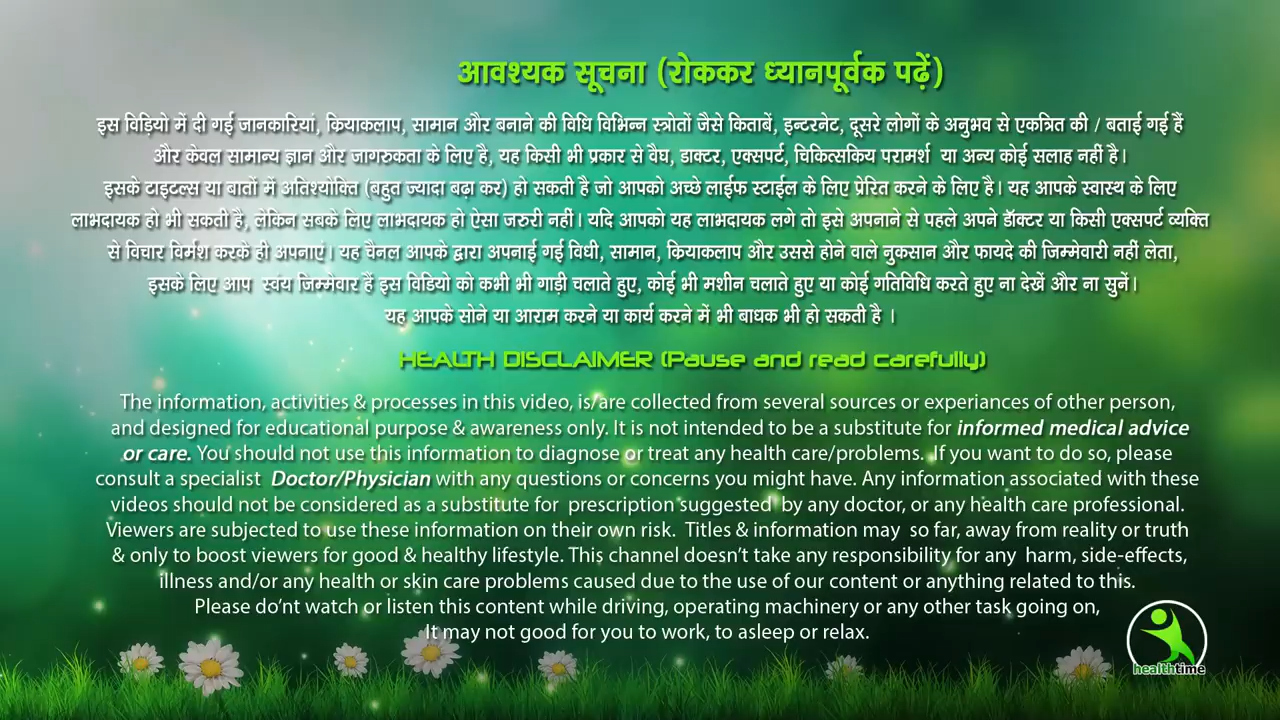 आवश्यक सूचना (रोककर ध्यानपूर्वक पढ़ें)
इस विड़ियो में दी गई जानकारियां, कियाकलाप, सामान और बनाने की विधि विभिन्न स्त्रोतों जैसे किताबें, इन्टरनेट, दूसरे लोगों के अनुभव से एकत्रित की / बताई गई हैं
और केवल सामान्य ज्ञान और जागरुकता के लिए है, यह किसी भी प्रकार से वैघ, डाक्टर, एक्सपर्ट, चिकित्सकिय परामर्श या अन्य कोई सलाह नहीं है।
इसके टाइटल्स या बातों में अतिश्योक्ति (बहुत ज्यादा बढ़ा कर) हो सकती है जो आपको अच्छे लाईफ स्टाईल के लिए प्रेरित करने के लिए है। यह आपके स्वास्थ के लिए
लाभदायक हो भी सकती है, लेकिन सबके लिए लाभदायक हो ऐसा जरुरी नहीं। यदि आपको यह लाभदायक लगे तो इसे अपनाने से पहले अपने डॉक्टर या किसी एक्सपर्ट व्यक्ति
से विचार विर्मश करके ही अपनाएं। यह चैनल आपके द्वारा अपनाई गई विधी, सामान, कियाकलाप और उससे होने वाले नुकसान और फायदे की जिम्मेवारी नहीं लेता,
इसके लिए आप स्वंय जिम्मेवार हैं इस विडियो को कभी भी गाड़ी चलाते हुए, कोई भी मशीन चलाते हुए या कोई गतिविधि करते हुए ना देखें और ना सुनें।
यह आपके सोने या आराम करने या कार्य करने में भी बाधक भी हो सकती है ।
HEALTH DISCLAIMER (Pause and read carefully)
The information, activities & processes in this video, is/are collected from several sources or experiances of other person,
and designed for educational purpose & awareness only. It is not intended to be a substitute for informed medical advice
or care. You should not use this information to diagnose or treat any health care/problems. If you want to do so, please
consult a specialist Doctor/Physician with any questions or concerns you might have. Any information associated with these
videos should not be considered as a substitute for prescription suggested by any doctor, or any health care professional.
Viewers are subjected to use these information on their own risk. Titles & information may so far, away from reality or truth
& only to boost viewers for good & healthy lifestyle. This channel doesn't take any responsibility for any harm, side-effects,
illness and/or any health or skin care problems caused due to the use of our content or anything related to this.
Please do'nt watch or listen this content while driving, operating machinery or any other task going on,
It may not good for you to work, to asleep or relax.
healthtime